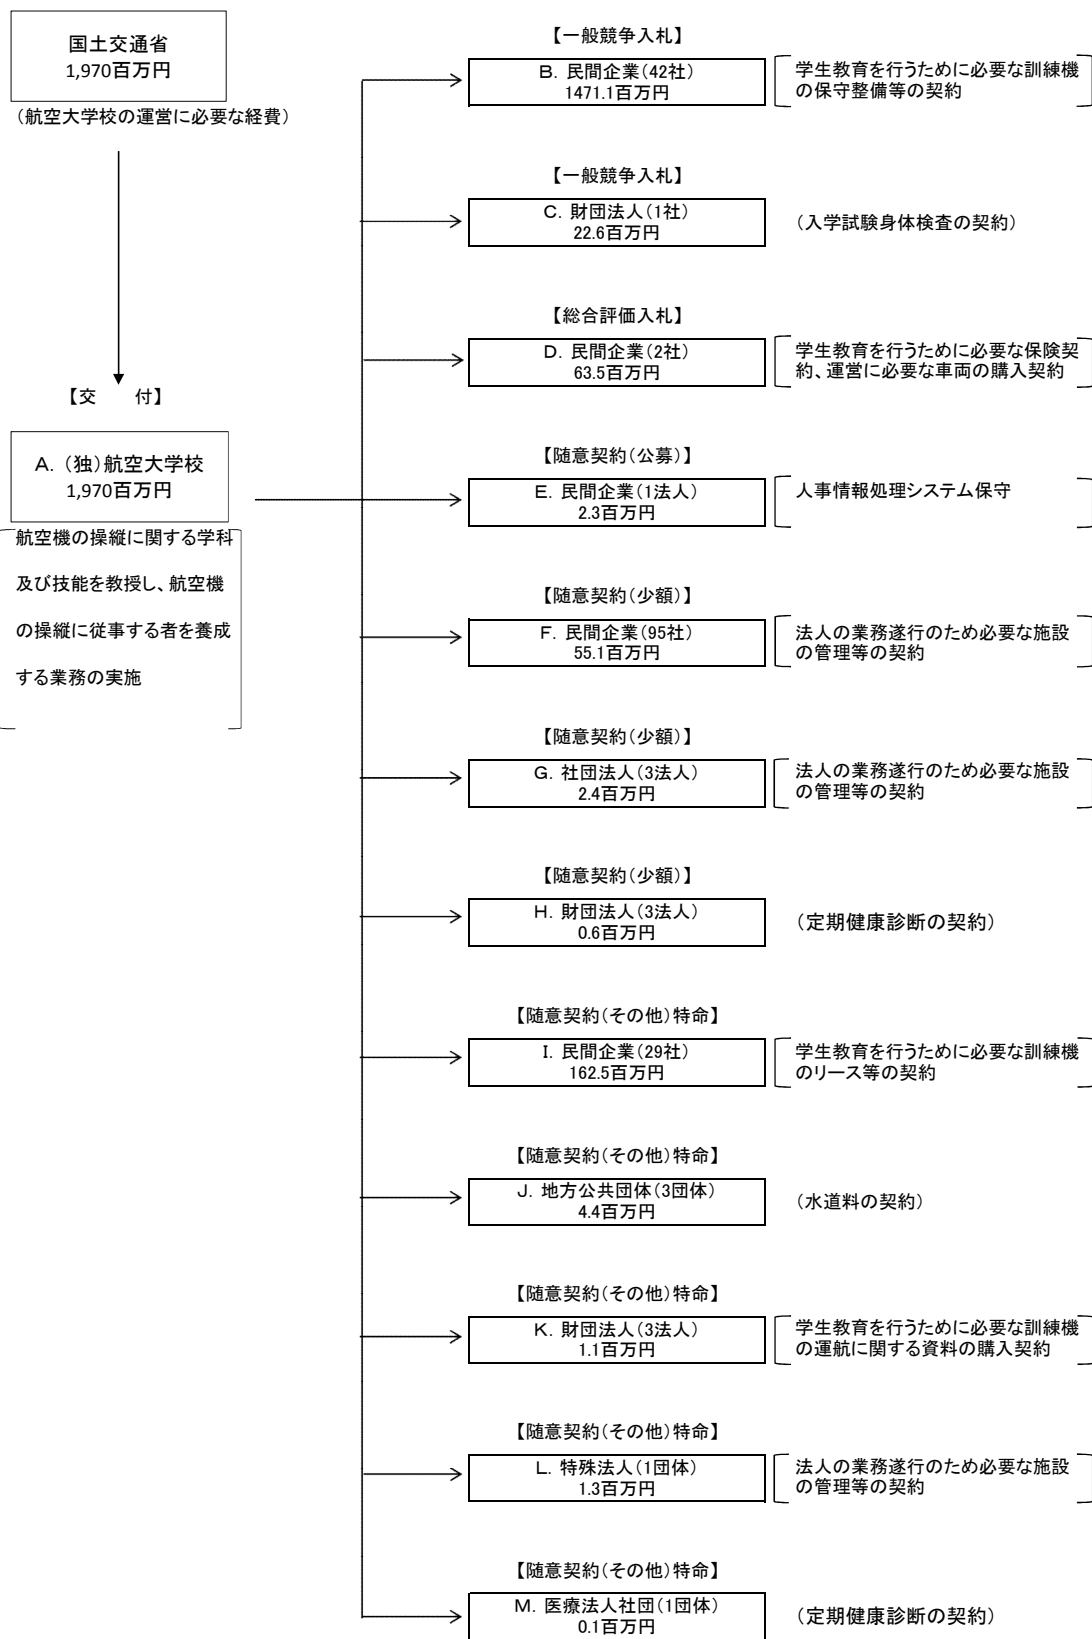 国土交通省
1,970百万円
（航空大学校の運営に必要な経費）
【交　　付】
A. （独）航空大学校
1,970百万円
航空機の操縦に関する学科
及び技能を教授し、航空機
の操縦に従事する者を養成
する業務の実施
【一般競争入札】
B. 民間企業（42社）
1471.1百万円
学生教育を行うために必要な訓練機
の保守整備等の契約
【一般競争入札】
C. 財団法人（1社）
22.6百万円
（入学試験身体検査の契約）
【総合評価入札】
D. 民間企業（2社）
63.5百万円
学生教育を行うために必要な保険契
約、運営に必要な車両の購入契約
【随意契約（公募）】
E. 民間企業（1法人）
2.3百万円
人事情報処理システム保守
【随意契約（少額）】
F. 民間企業（95社）
55.1百万円
法人の業務遂行のため必要な施設
の管理等の契約
【随意契約（少額）】
G. 社団法人（3法人）
2.4百万円
法人の業務遂行のため必要な施設
の管理等の契約
【随意契約（少額）】
H. 財団法人（3法人）
0.6百万円
（定期健康診断の契約）
【随意契約（その他）特命】
I. 民間企業（29社）
162.5百万円
学生教育を行うために必要な訓練機
のリース等の契約
【随意契約（その他）特命】
J. 地方公共団体（3団体）
4.4百万円
（水道料の契約）
【随意契約（その他）特命】
K. 財団法人（3法人）
1.1百万円
学生教育を行うために必要な訓練機
の運航に関する資料の購入契約
【随意契約（その他）特命】
L. 特殊法人（1団体）
1.3百万円
法人の業務遂行のため必要な施設
の管理等の契約
【随意契約（その他）特命】
M. 医療法人社団（1団体）
0.1百万円
（定期健康診断の契約）